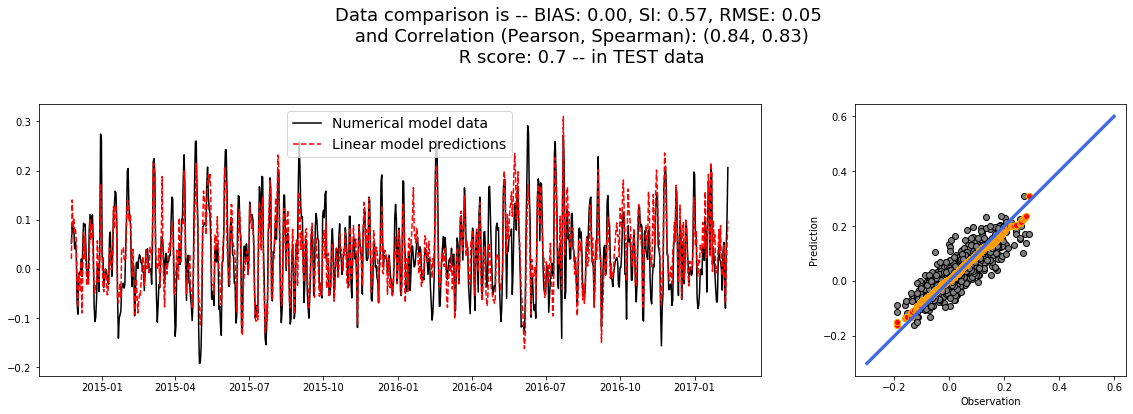 Data comparison is -- BIAS: 0.00, SI: 0.57, RMSE: 0.05
and Correlation (Pearson, Spearman): (0.84, 0.83)
R score: 0.7 -- in TEST data
Numerical model data
Linear model predictions
0.3
0.2
0.1
0.0
−0.1
−0.2
2015-01 2015-04 2015-07 2015-10 2016-01 2016-04 2016-07 2016-10 2017-01
Prediction
0.6
0.4
0.2
0.0
−0.2
−0.2 0.0 0.2 0.4 0.6
Observation